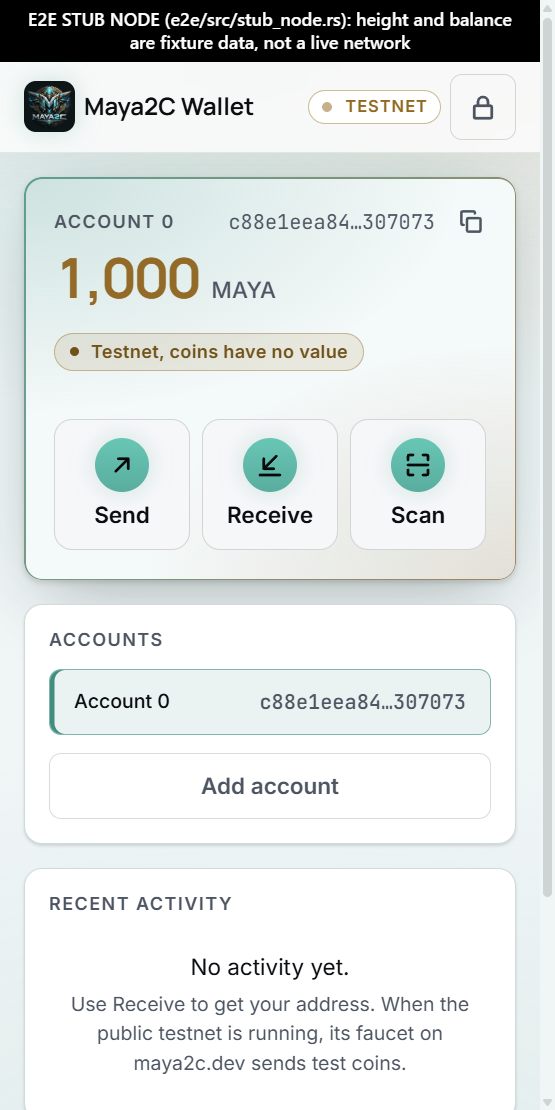 E2E STUB NODE (e2e/src/stub_node.rs): height and balance
are fixture data, not a live network
MAYA2C
Maya2C Wallet
TESTNET
ACCOUNT 0
c88e1eea84…307073
1,000 MAYA
Testnet, coins have no value
Send
Receive
Scan
ACCOUNTS
Account 0
c88e1eea84…307073
Add account
RECENT ACTIVITY
No activity yet.
Use Receive to get your address. When the
public testnet is running, its faucet on
maya2c.dev sends test coins.